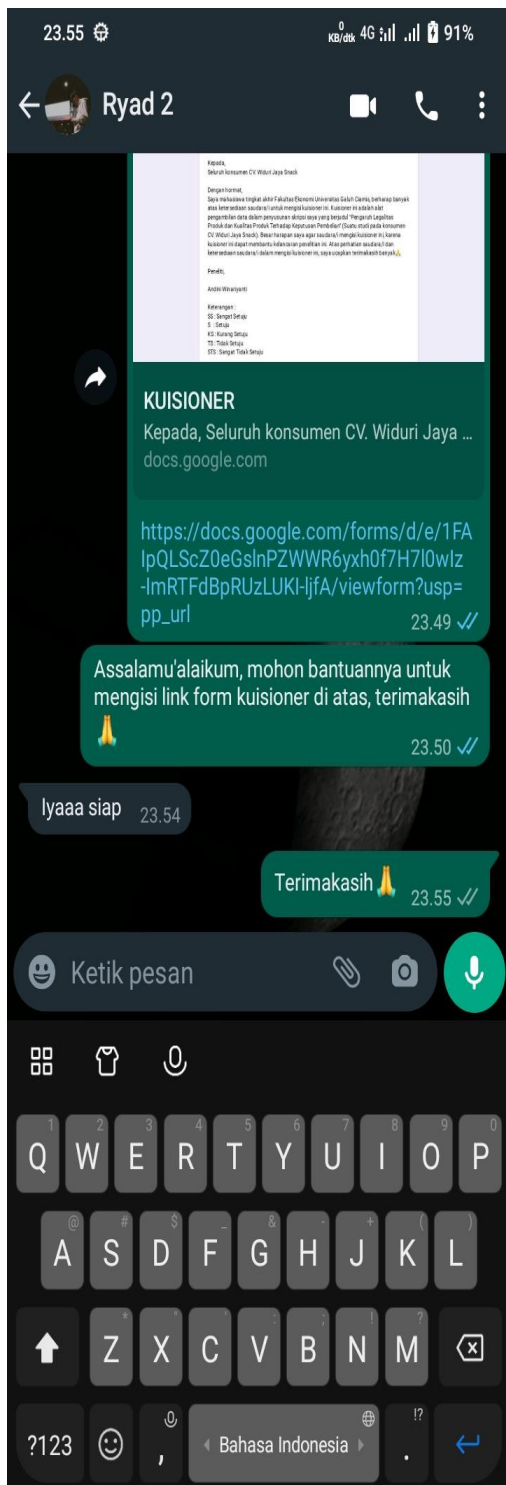 23.55
0
KB/dtk 4G 91%
Ryad 2
Kepada,
Seluruh konsumen CV. Widuri Jaya Snack
Dengan hormat,
Saya mahasiswa tingkat akhir Fakultas Ekonomi Universitas Galuh Ciamis, berharap banyak
atas ketersediaan saudara/i untuk mengisi kuisioner ini. Kuisioner ini adalah alat
pengambilan data dalam penyusunan skripsi saya yang berjudul "Pengaruh Legalitas
Produk dan Kualitas Produk Terhadap Keputusan Pembelian" (Suatu studi pada konsumen
CV. Widuri Jaya Snack). Besar harapan saya agar saudara/i mengisi kuisioner ini, karena
kuisioner ini dapat membantu kelancaran penelitian ini. Atas perhatian saudara/i dan
ketersediaan saudara/i dalam mengisi kuisioner ini, saya ucapkan terimakasih banyak🙏
Peneliti,
Andini Winariyanti
Keterangan :
SS : Sangat Setuju
S : Setuju
KS : Kurang Setuju
TS : Tidak Setuju
STS : Sangat Tidak Setuju
KUISIONER
Kepada, Seluruh konsumen CV. Widuri Jaya ...
docs.google.com
https://docs.google.com/forms/d/e/1FA
IpQLScZ0eGslnPZWWR6yxh0f7H7l0wIz
-ImRTFdBpRUzLUKI-ljfA/viewform?usp=
pp_url
23.49
Assalamu'alaikum, mohon bantuannya untuk
mengisi link form kuisioner di atas, terimakasih
🙏
23.50
Iyaaa siap 23.54
Terimakasih🙏 23.55
Ketik pesan
1 2 3 4 5 6 7 8 9 0
Q W E R T Y U I O P
@ # $ _ & - + ( )
A S D F G H J K L
* " ' : ; ! ?
Z X C V B N M
!?
?123 , Bahasa Indonesia .